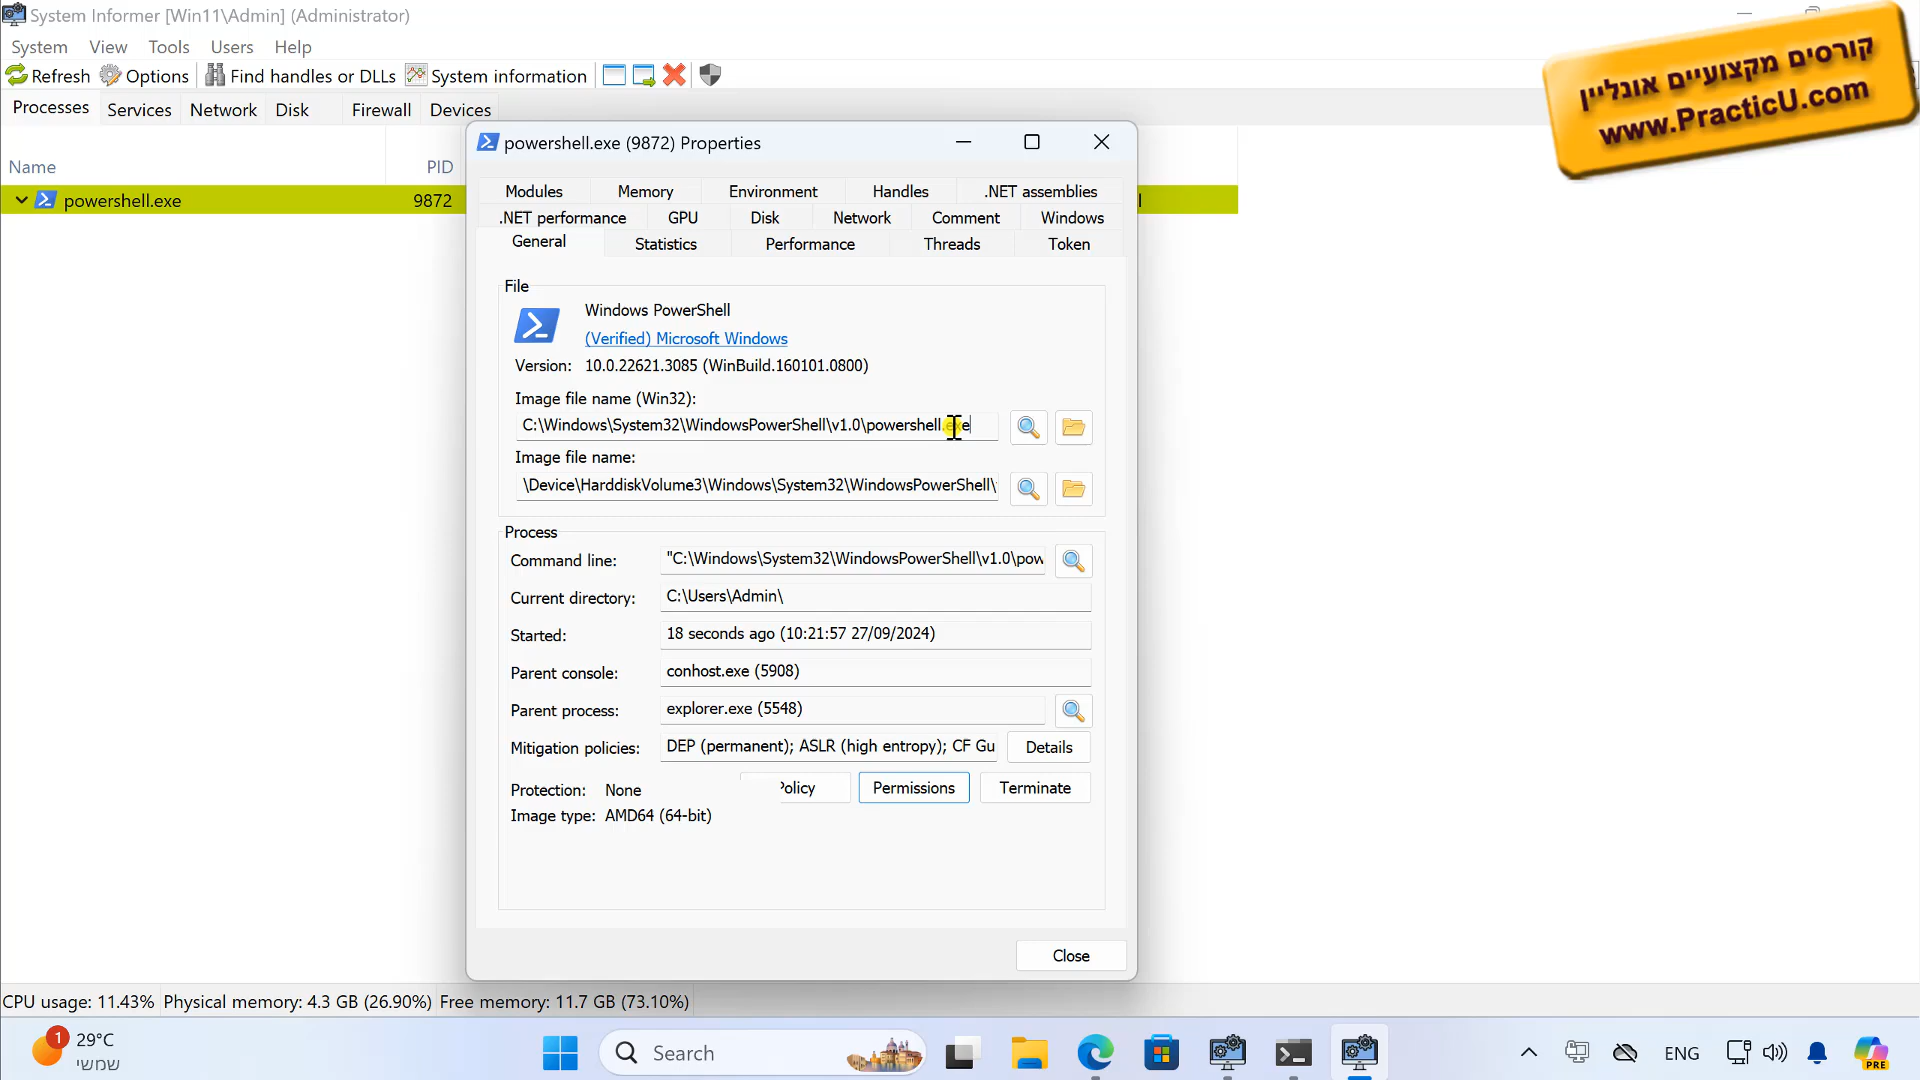 System Informer [Win11\Admin] (Administrator)
System View Tools Users Help
Refresh Options Find handles or DLLs System information
Processes Services Network Disk Firewall Devices
קורסים מקצועיים אונליין
www.PracticU.com
Name PID
powershell.exe 9872
powershell.exe (9872) Properties
Modules Memory Environment Handles .NET assemblies
.NET performance GPU Disk Network Comment Windows
General Statistics Performance Threads Token
File
Windows PowerShell
(Verified) Microsoft Windows
Version: 10.0.22621.3085 (WinBuild.160101.0800)
Image file name (Win32):
C:\Windows\System32\WindowsPowerShell\v1.0\powershell.exe
Image file name:
\Device\HarddiskVolume3\Windows\System32\WindowsPowerShell\
Process
Command line: "C:\Windows\System32\WindowsPowerShell\v1.0\pow
Current directory: C:\Users\Admin\
Started: 18 seconds ago (10:21:57 27/09/2024)
Parent console: conhost.exe (5908)
Parent process: explorer.exe (5548)
Mitigation policies: DEP (permanent); ASLR (high entropy); CF Gu Details
Protection: None Policy Permissions Terminate
Image type: AMD64 (64-bit)
Close
CPU usage: 11.43% Physical memory: 4.3 GB (26.90%) Free memory: 11.7 GB (73.10%)
1 29°C
שמשי
Search
ENG
PRE